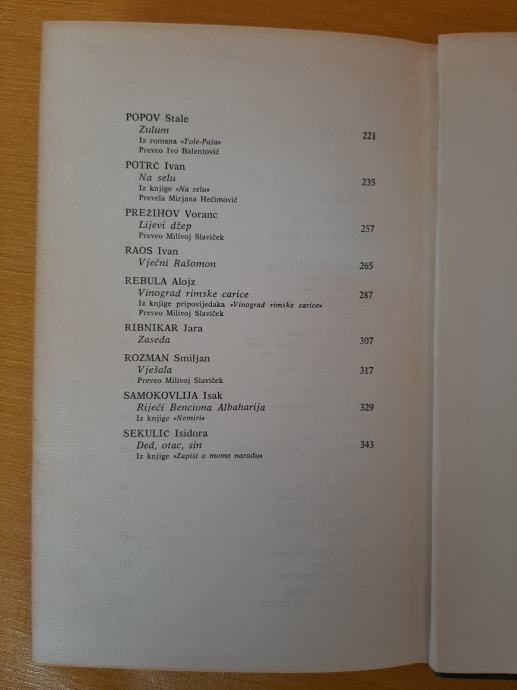 POPOV Stale
Zulum 221
Iz romana »Tole-Paša«
Preveo Ivo Balentović
POTRČ Ivan
Na selu 235
Iz knjige »Na selu«
Prevela Mirjana Hećimović
PREŽIHOV Voranc
Lijevi džep 257
Preveo Milivoj Slaviček
RAOS Ivan
Vječni Rašomon 265
REBULA Alojz
Vinograd rimske carice 287
Iz knjige pripovijedaka »Vinograd rimske carice«
Preveo Milivoj Slaviček
RIBNIKAR Jara
Zaseda 307
ROZMAN Smiljan
Vješala 317
Preveo Milivoj Slaviček
SAMOKOVLIJA Isak
Riječi Benciona Albaharija 329
Iz knjige »Nemiri«
SEKULIĆ Isidora
Ded, otac, sin 343
Iz knjige »Zapisi o mome narodu«